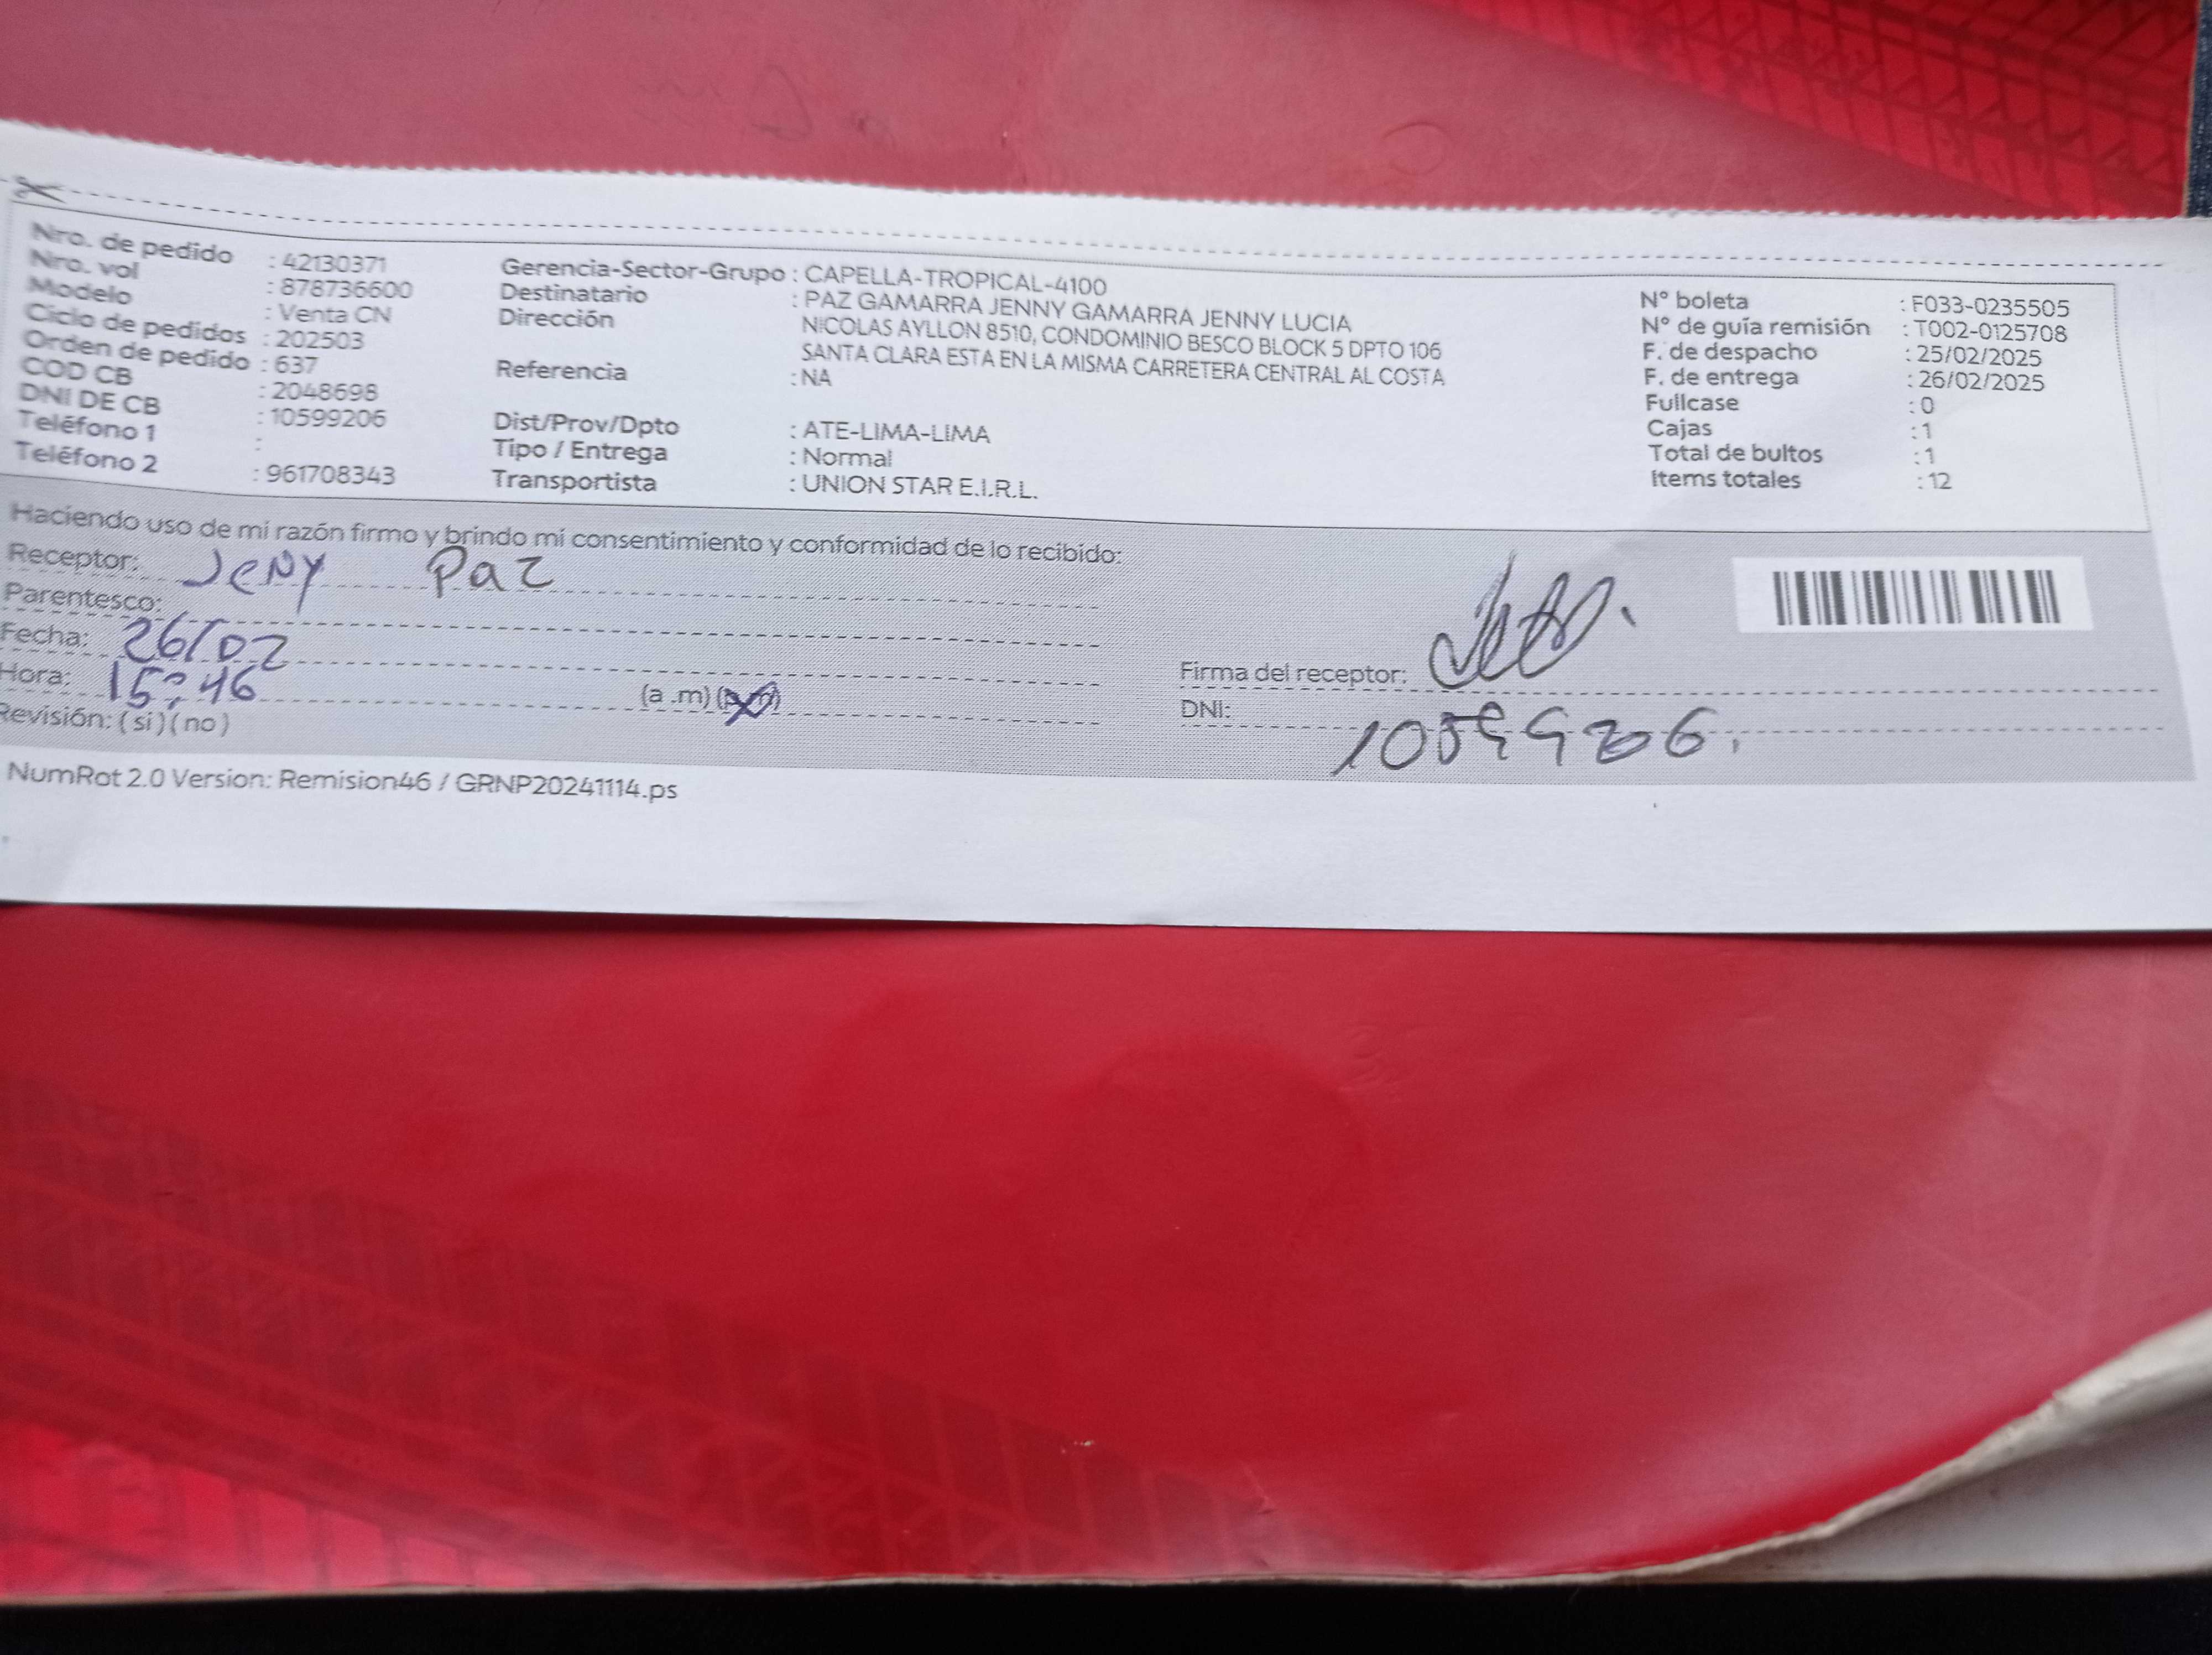 Nro. de pedido : 42130371
Nro. vol : 878736600
Modelo : Venta CN
Ciclo de pedidos : 202503
Orden de pedido : 637
COD CB : 2048698
DNI DE CB : 10599206
Teléfono 1 :
Teléfono 2 : 961708343
Gerencia-Sector-Grupo : CAPELLA-TROPICAL-4100
Destinatario : PAZ GAMARRA JENNY GAMARRA JENNY LUCIA
Dirección NICOLAS AYLLON 8510, CONDOMINIO BESCO BLOCK 5 DPTO 106
SANTA CLARA ESTA EN LA MISMA CARRETERA CENTRAL AL COSTA
Referencia : NA
Dist/Prov/Dpto : ATE-LIMA-LIMA
Tipo / Entrega : Normal
Transportista : UNION STAR E.I.R.L.
N° boleta : F033-0235505
N° de guía remisión : T002-0125708
F. de despacho : 25/02/2025
F. de entrega : 26/02/2025
Fullcase : 0
Cajas : 1
Total de bultos : 1
Items totales : 12
Haciendo uso de mi razón firmo y brindo mi consentimiento y conformidad de lo recibido:
Receptor: JeNy Paz
Parentesco:
Fecha: 26/02
Hora: 15:46 (a .m)
Revisión: ( si ) ( no )
Firma del receptor:
DNI: 10599206.
NumRot 2.0 Version: Remision46 / GRNP20241114.ps